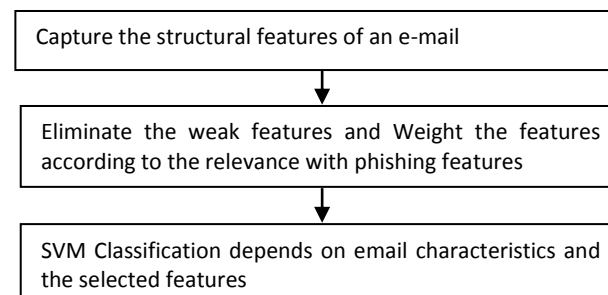 Capture the structural features of an e-mail
Eliminate the weak features and Weight the features
according to the relevance with phishing features
SVM Classification depends on email characteristics and
the selected features